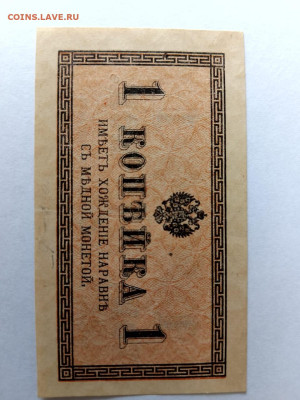 COINS.LAVE.RU
1 КОПѢЙКА 1
ИМѢЕТЪ ХОЖДЕНІЕ НАРАВНѢ
СЪ МѢДНОЙ МОНЕТОЙ.